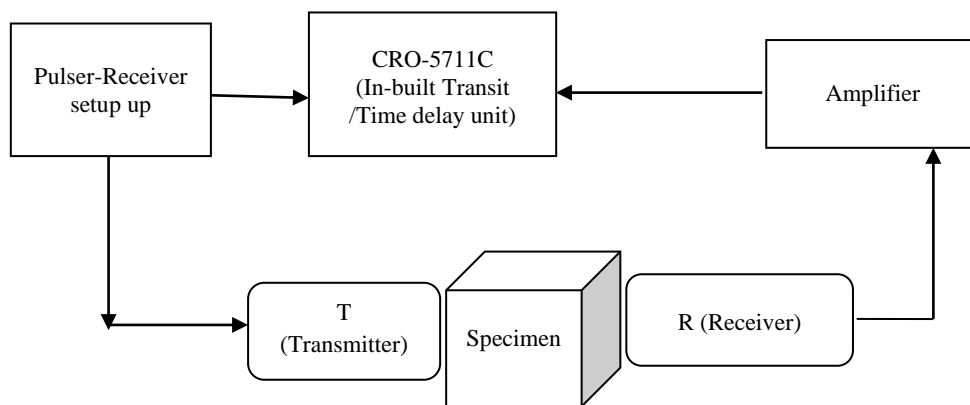 Pulser-Receiver
setup up
CRO-5711C
(In-built Transit
/Time delay unit)
Amplifier
T
(Transmitter)
Specimen
R (Receiver)